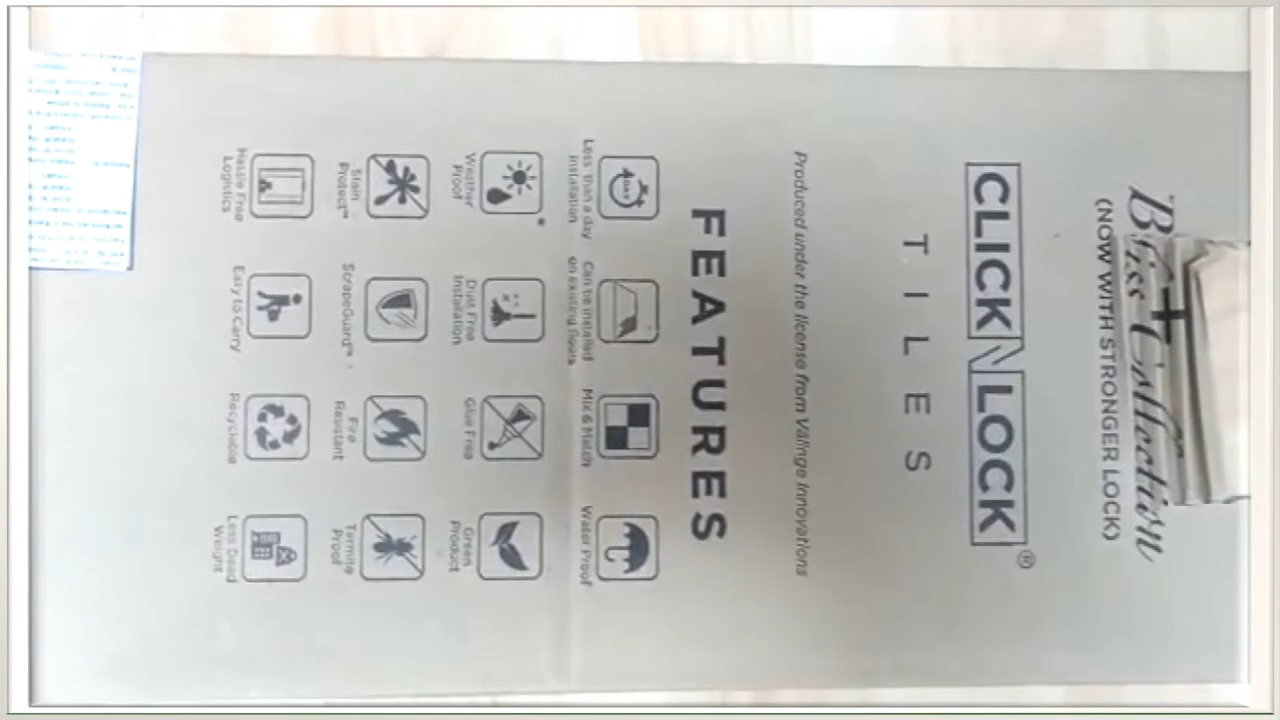 Bliss Collection
(NOW WITH STRONGER LOCK)
CLICK LOCK®
TILES
Produced under the license from Välinge Innovations
FEATURES
1 DAY
Less than a day installation
Can be installed on existing floors
Mix & Match
Water Proof
Weather Proof *
Dust Free Installation
Glue Free
Green Product
Stain Protect™
ScrapeGuard™
Fire Resistant
Termite Proof
Hassle Free Logistics
Easy to Carry
Recyclable
Less Dead Weight